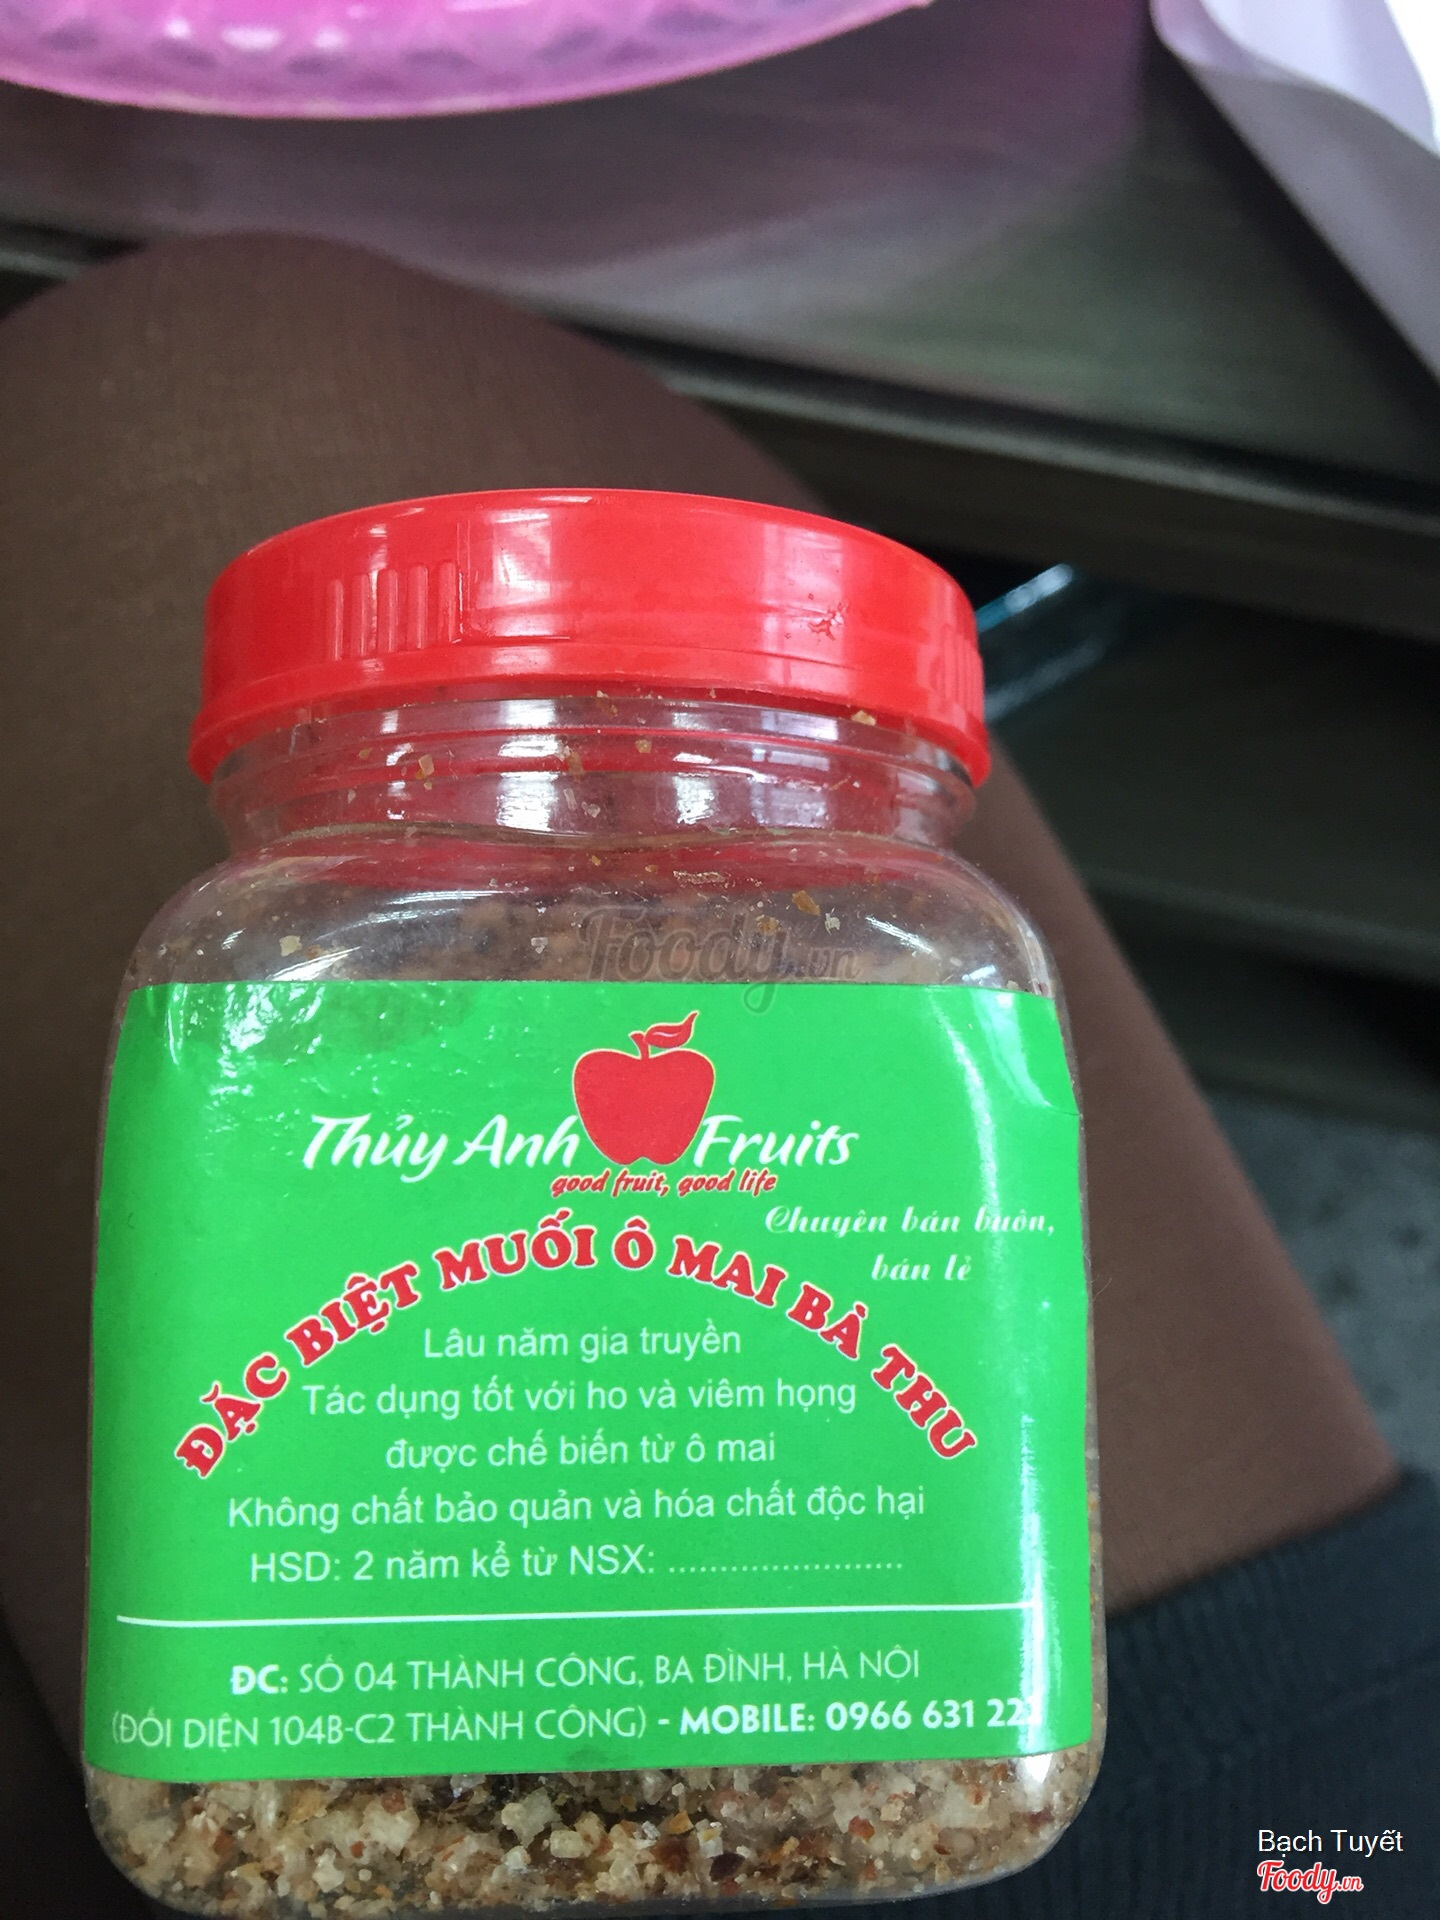 Foody.vn
Thủy Anh Fruits
good fruit, good life
Chuyên bán buôn,
bán lẻ
ĐẶC BIỆT MUỐI Ô MAI BÀ THU
Lâu năm gia truyền
Tác dụng tốt với ho và viêm họng
được chế biến từ ô mai
Không chất bảo quản và hóa chất độc hại
HSD: 2 năm kể từ NSX: ......................
ĐC: SỐ 04 THÀNH CÔNG, BA ĐÌNH, HÀ NỘI
(ĐỐI DIỆN 104B-C2 THÀNH CÔNG) - MOBILE: 0966 631
Bạch Tuyết
Foody.vn